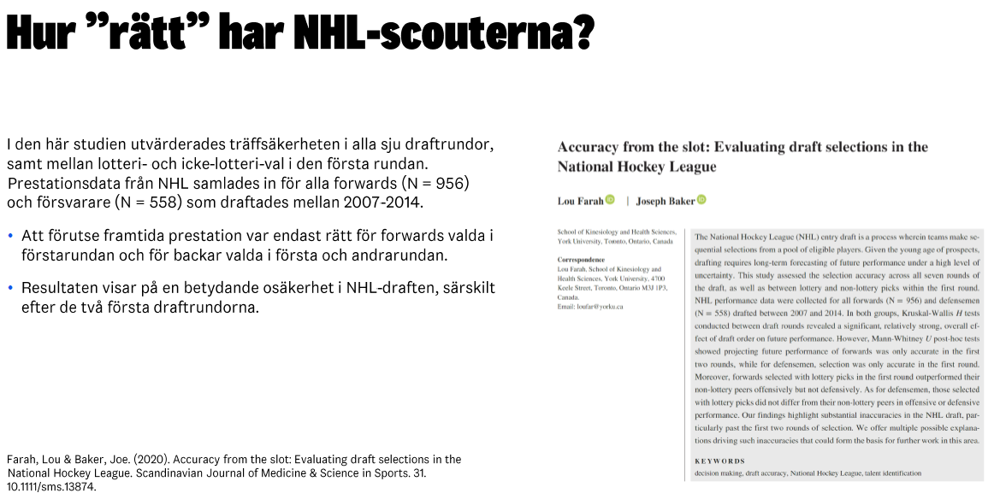 Hur ”rätt” har NHL-scouterna?
I den här studien utvärderades träffsäkerheten i alla sju draftrundor,
samt mellan lotteri- och icke-lotteri-val i den första rundan.
Prestationsdata från NHL samlades in för alla forwards (N = 956)
och försvarare (N = 558) som draftades mellan 2007-2014.
• Att förutse framtida prestation var endast rätt för forwards valda i
förstarundan och för backar valda i första och andrarundan.
• Resultaten visar på en betydande osäkerhet i NHL-draften, särskilt
efter de två första draftrundorna.
Farah, Lou & Baker, Joe. (2020). Accuracy from the slot: Evaluating draft selections in the
National Hockey League. Scandinavian Journal of Medicine & Science in Sports. 31.
10.1111/sms.13874.
Accuracy from the slot: Evaluating draft selections in the
National Hockey League
Lou Farah iD | Joseph Baker iD
School of Kinesiology and Health Sciences,
York University, Toronto, Ontario, Canada
Correspondence
Lou Farah, School of Kinesiology and
Health Sciences, York University, 4700
Keele Street, Toronto, Ontario M3J 1P3,
Canada.
Email: loufar@yorku.ca
The National Hockey League (NHL) entry draft is a process wherein teams make se-
quential selections from a pool of eligible players. Given the young age of prospects,
drafting requires long-term forecasting of future performance under a high level of
uncertainty. This study assessed the selection accuracy across all seven rounds of
the draft, as well as between lottery and non-lottery picks within the first round.
NHL performance data were collected for all forwards (N = 956) and defensemen
(N = 558) drafted between 2007 and 2014. In both groups, Kruskal-Wallis H tests
conducted between draft rounds revealed a significant, relatively strong, overall ef-
fect of draft order on future performance. However, Mann-Whitney U post-hoc tests
showed projecting future performance of forwards was only accurate in the first
two rounds, while for defensemen, selection was only accurate in the first round.
Moreover, forwards selected with lottery picks in the first round outperformed their
non-lottery peers offensively but not defensively. As for defensemen, those selected
with lottery picks did not differ from their non-lottery peers in offensive or defensive
performance. Our findings highlight substantial inaccuracies in the NHL draft, par-
ticularly past the first two rounds of selection. We offer multiple possible explana-
tions driving such inaccuracies that could form the basis for further work in this area.
KEYWORDS
decision making, draft accuracy, National Hockey League, talent identification